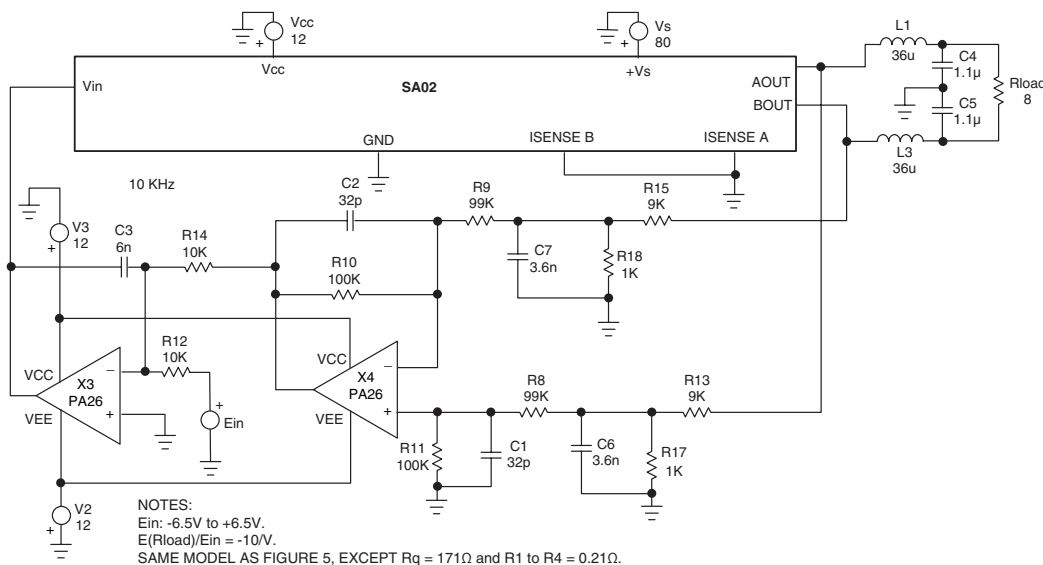 Vcc
12
Vs
80
Vcc
+Vs
Vin
SA02
AOUT
BOUT
GND
ISENSE B
ISENSE A
L1
36u
C4
1.1µ
Rload
8
C5
1.1µ
L3
36u
10 KHz
C2
32p
R9
99K
R15
9K
V3
12
C3
6n
R14
10K
R10
100K
C7
3.6n
R18
1K
R12
10K
VCC
X3
PA26
VEE
–
+
Ein
VCC
X4
PA26
VEE
–
+
R8
99K
R13
9K
R11
100K
C1
32p
C6
3.6n
R17
1K
V2
12
+
+
+
+
+
NOTES:
Ein: -6.5V to +6.5V.
E(Rload)/Ein = -10/V.
SAME MODEL AS FIGURE 5, EXCEPT Rg = 171Ω and R1 to R4 = 0.21Ω.